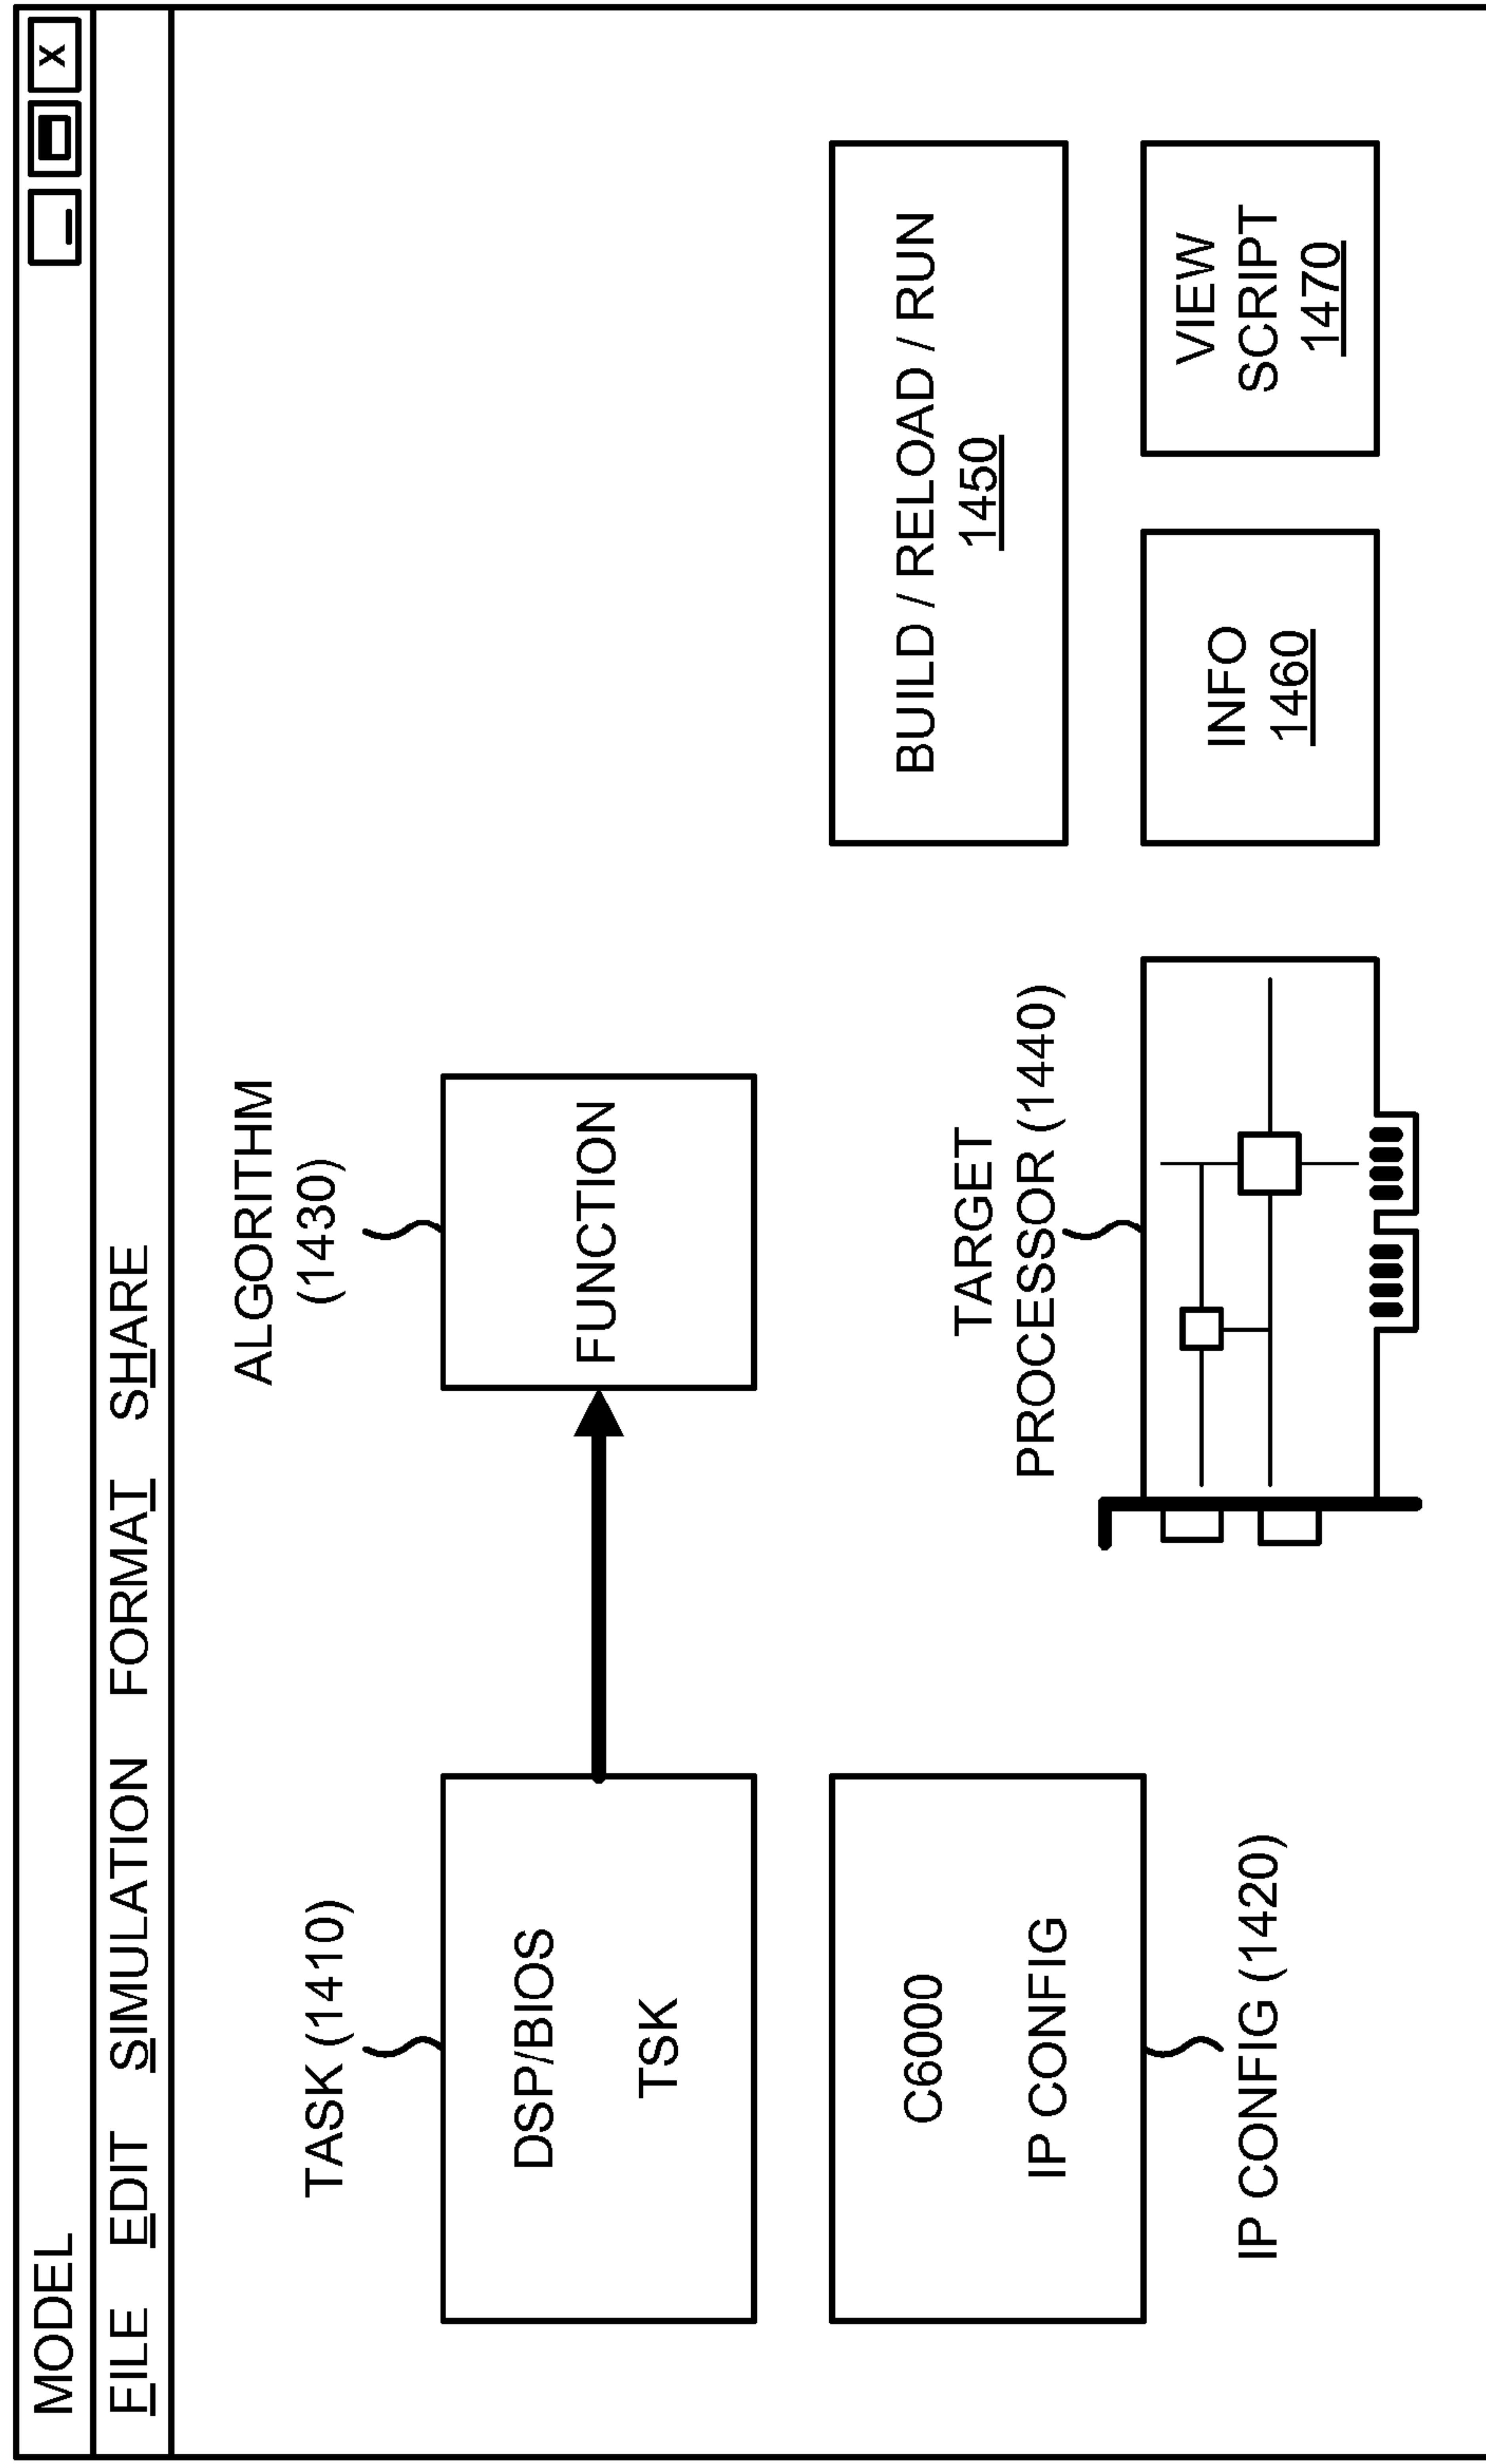 MODEL
X
FILE EDIT SIMULATION FORMAT SHARE
TASK (1410)
DSP/BIOS
TSK
ALGORITHM
(1430)
FUNCTION
C6000
IP CONFIG
IP CONFIG (1420)
TARGET
PROCESSOR (1440)
BUILD / RELOAD / RUN
1450
INFO
1460
VIEW
SCRIPT
1470